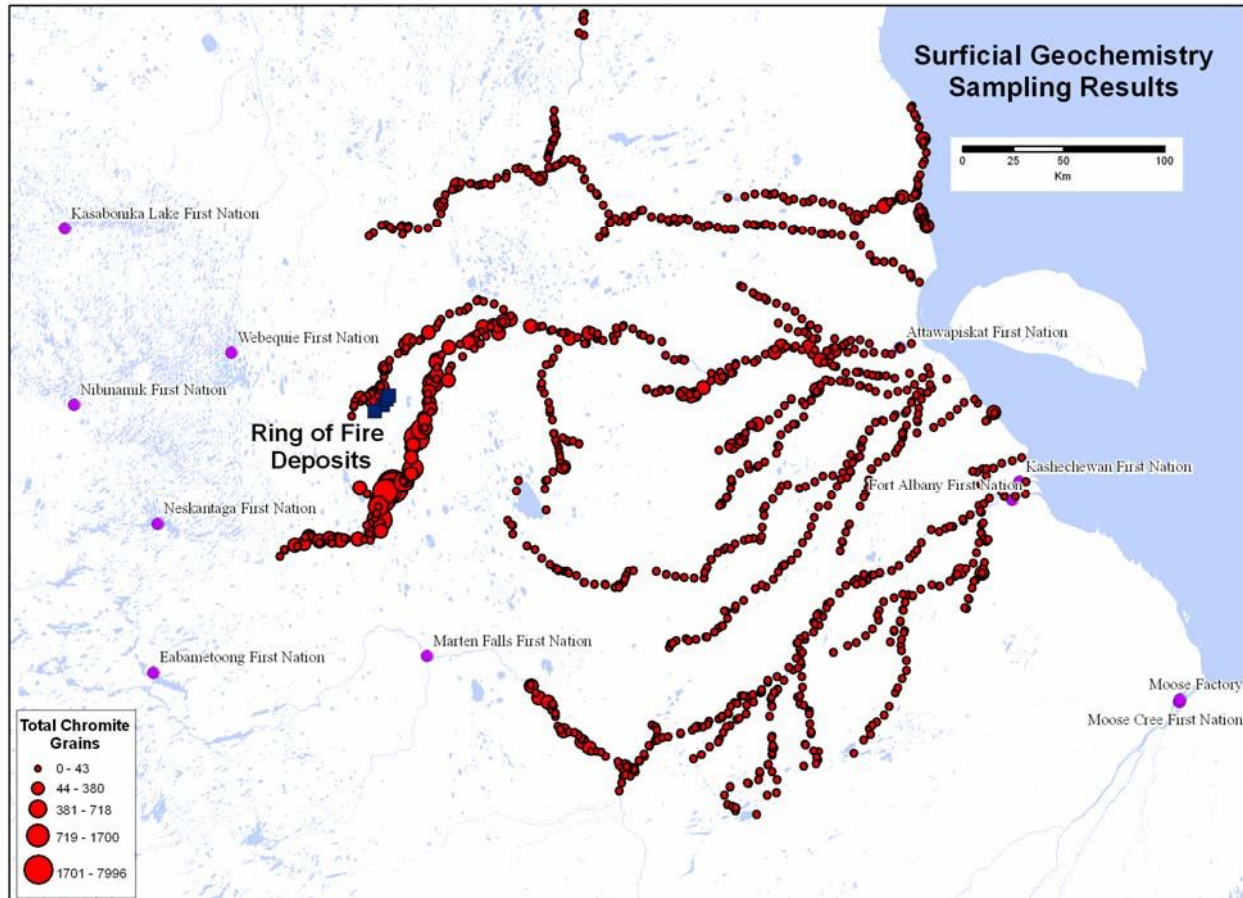 Surficial Geochemistry
Sampling Results
0 25 50 100
Km
Kasabonika Lake First Nation
Webequie First Nation
Attawapiskat First Nation
Nibinamik First Nation
Ring of Fire
Deposits
Kashechewan First Nation
Fort Albany First Nation
Neskantaga First Nation
Marten Falls First Nation
Eabametoong First Nation
Moose Factory
Moose Cree First Nation
Total Chromite
Grains
0 - 43
44 - 380
381 - 718
719 - 1700
1701 - 7996